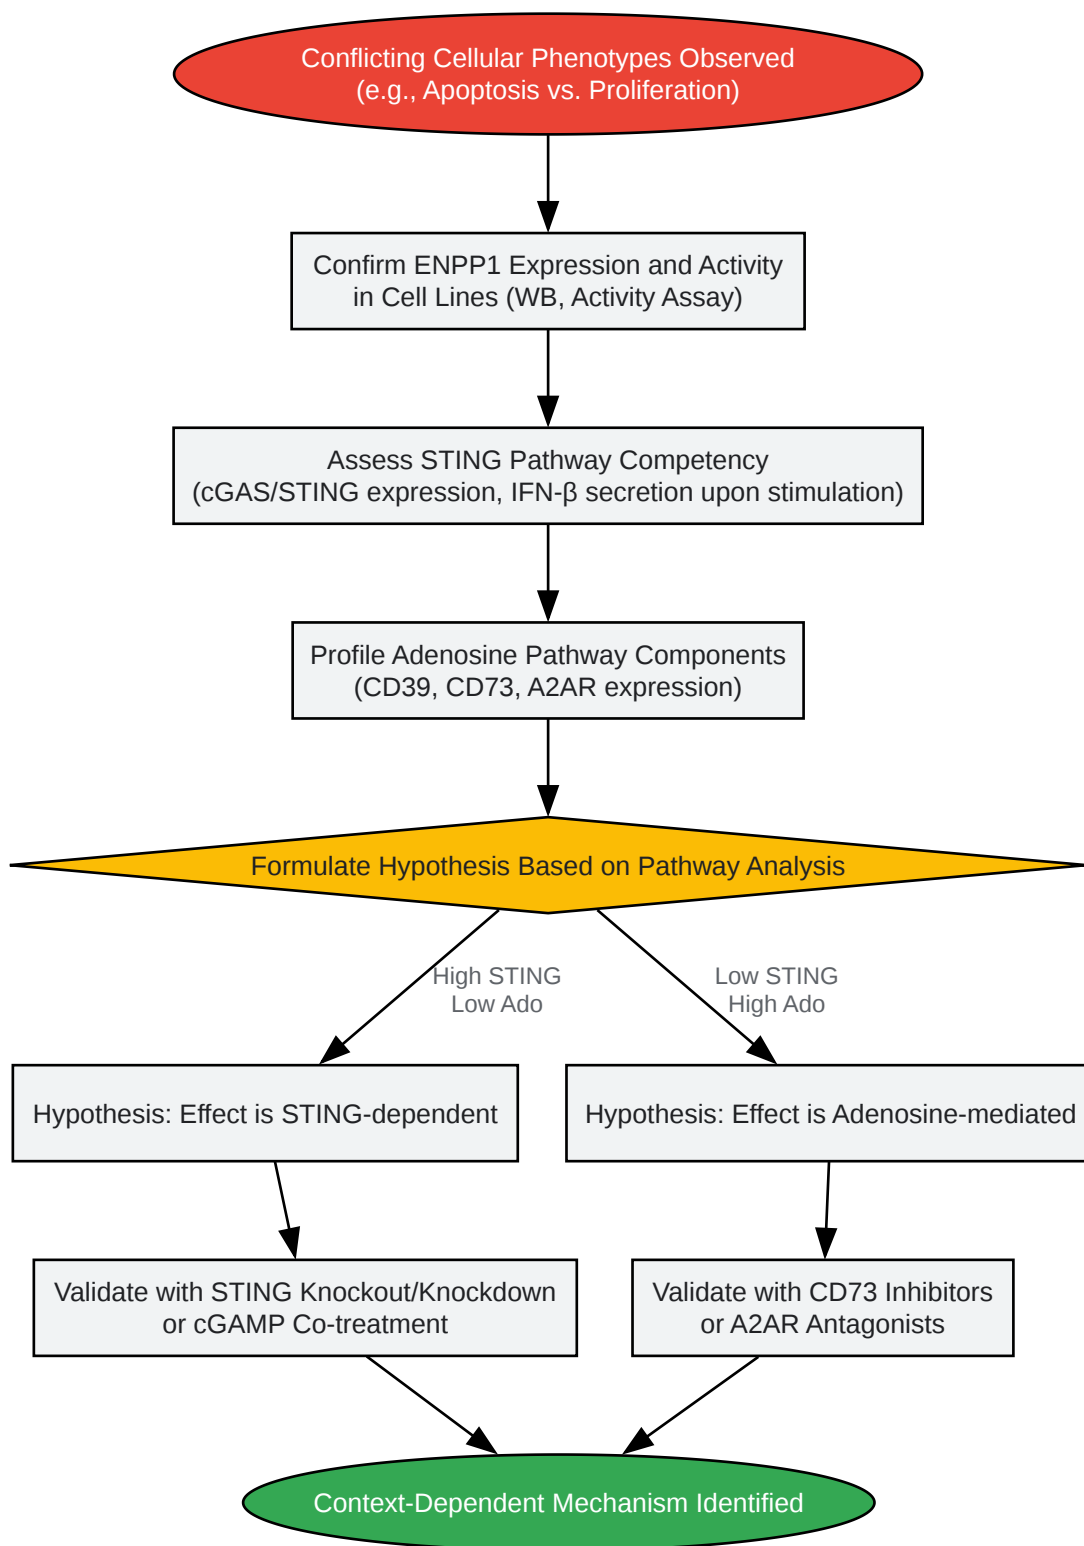 Conflicting Cellular Phenotypes Observed
(e.g., Apoptosis vs. Proliferation)
Confirm ENPP1 Expression and Activity
in Cell Lines (WB, Activity Assay)
Assess STING Pathway Competency
(cGAS/STING expression, IFN-β secretion upon stimulation)
Profile Adenosine Pathway Components
(CD39, CD73, A2AR expression)
Formulate Hypothesis Based on Pathway Analysis
High STING
Low Ado
Low STING
High Ado
Hypothesis: Effect is STING-dependent
Hypothesis: Effect is Adenosine-mediated
Validate with STING Knockout/Knockdown
or cGAMP Co-treatment
Validate with CD73 Inhibitors
or A2AR Antagonists
Context-Dependent Mechanism Identified